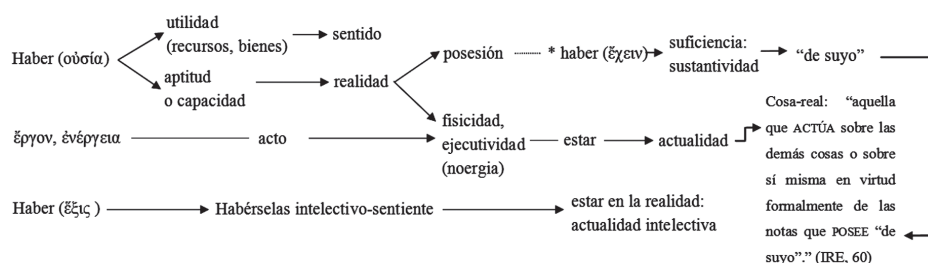 Haber (οὐσία)
utilidad
(recursos, bienes)
sentido
aptitud
o capacidad
realidad
posesión
* haber (ἔχειν)
suficiencia:
sustantividad
“de suyo”
ἔργον, ἐνέργεια
acto
fisicidad,
ejecutividad
(noergia)
estar
actualidad
Cosa-real: “aquella
que ACTÚA sobre las
demás cosas o sobre
sí misma en virtud
formalmente de las
notas que POSEE “de
suyo”.” (IRE, 60)
Haber (ἕξις )
Habérselas intelectivo-sentiente
estar en la realidad:
actualidad intelectiva